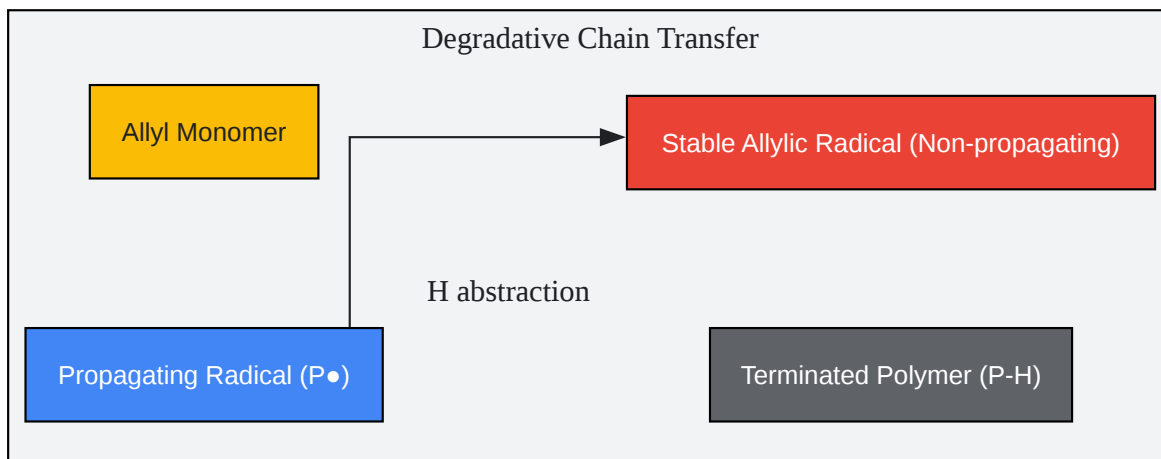 Degradative Chain Transfer
Allyl Monomer
Stable Allylic Radical (Non-propagating)
H abstraction
Propagating Radical (P●)
Terminated Polymer (P-H)